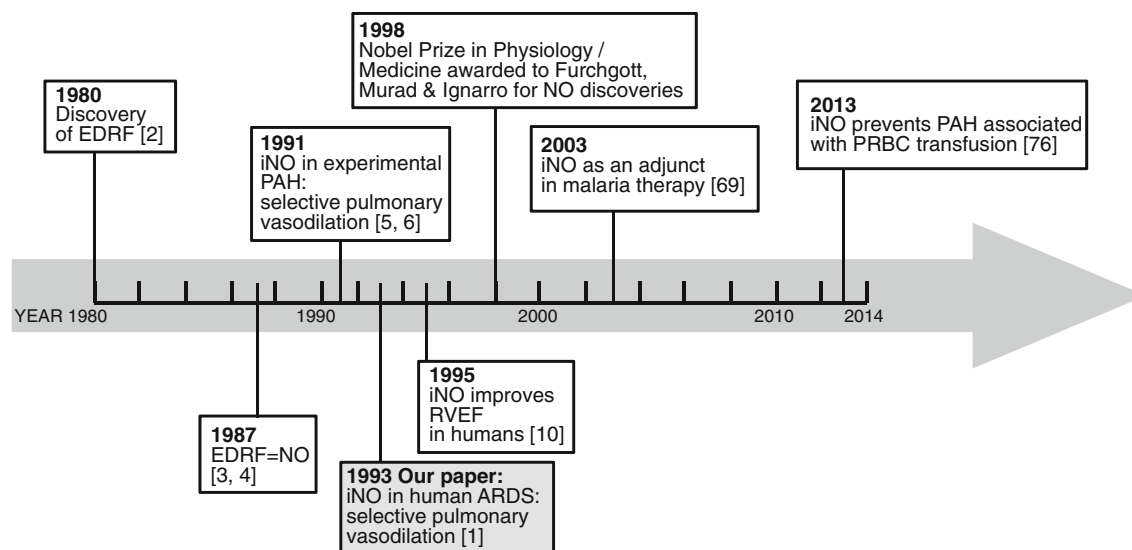 1980
Discovery
of EDRF [2]
1991
iNO in experimental
PAH:
selective pulmonary
vasodilation [5, 6]
1998
Nobel Prize in Physiology /
Medicine awarded to Furchgott,
Murad & Ignarro for NO discoveries
2003
iNO as an adjunct
in malaria therapy [69]
2013
iNO prevents PAH associated
with PRBC transfusion [76]
YEAR 1980 1990 2000 2010 2014
1987
EDRF=NO
[3, 4]
1993 Our paper:
iNO in human ARDS:
selective pulmonary
vasodilation [1]
1995
iNO improves
RVEF
in humans [10]